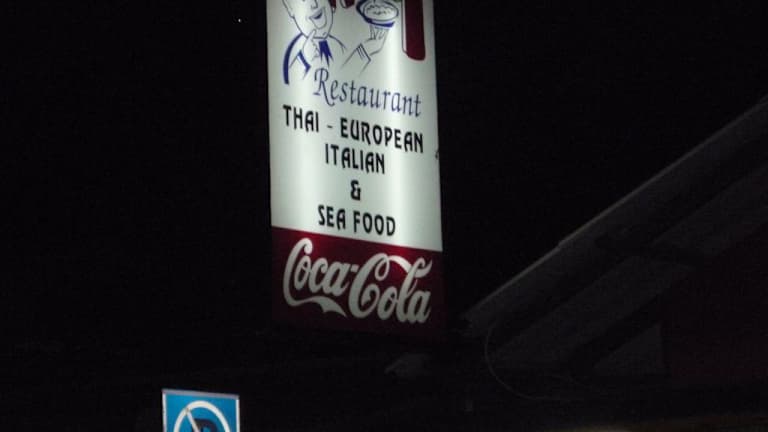 Restaurant
THAI - EUROPEAN
ITALIAN
&
SEA FOOD
Coca-Cola